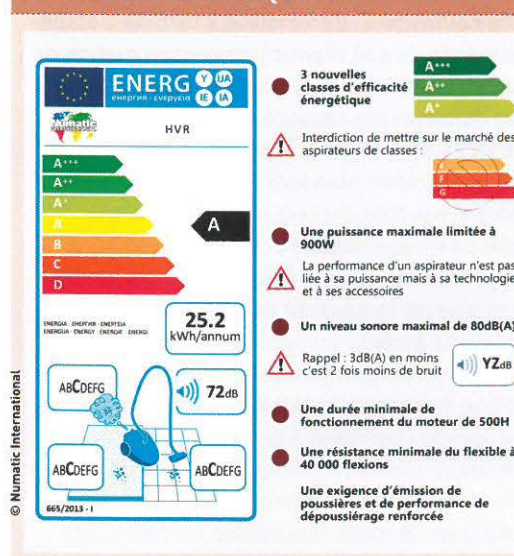 ENERG Y UA
енергия · ενεργεια IE IA
Numatic
HVR
A+++
A++
A+
A
B
C
D
A
ENERGIA · ЕНЕРГИЯ · ΕΝΕΡΓΕΙΑ
ENERGIJA · ENERGY · ENERGIE · ENERGI
25.2
kWh/annum
ABCDEFG
72dB
ABCDEFG
ABCDEFG
665/2013 - I
© Numatic International
3 nouvelles
classes d'efficacité
énergétique
A+++
A++
A+
Interdiction de mettre sur le marché des
aspirateurs de classes :
F
G
Une puissance maximale limitée à
900W
La performance d'un aspirateur n'est pas
liée à sa puissance mais à sa technologie
et à ses accessoires
Un niveau sonore maximal de 80dB(A)
Rappel : 3dB(A) en moins
c'est 2 fois moins de bruit
YZdB
Une durée minimale de
fonctionnement du moteur de 500H
Une résistance minimale du flexible à
40 000 flexions
Une exigence d'émission de
poussières et de performance de
dépoussiérage renforcée